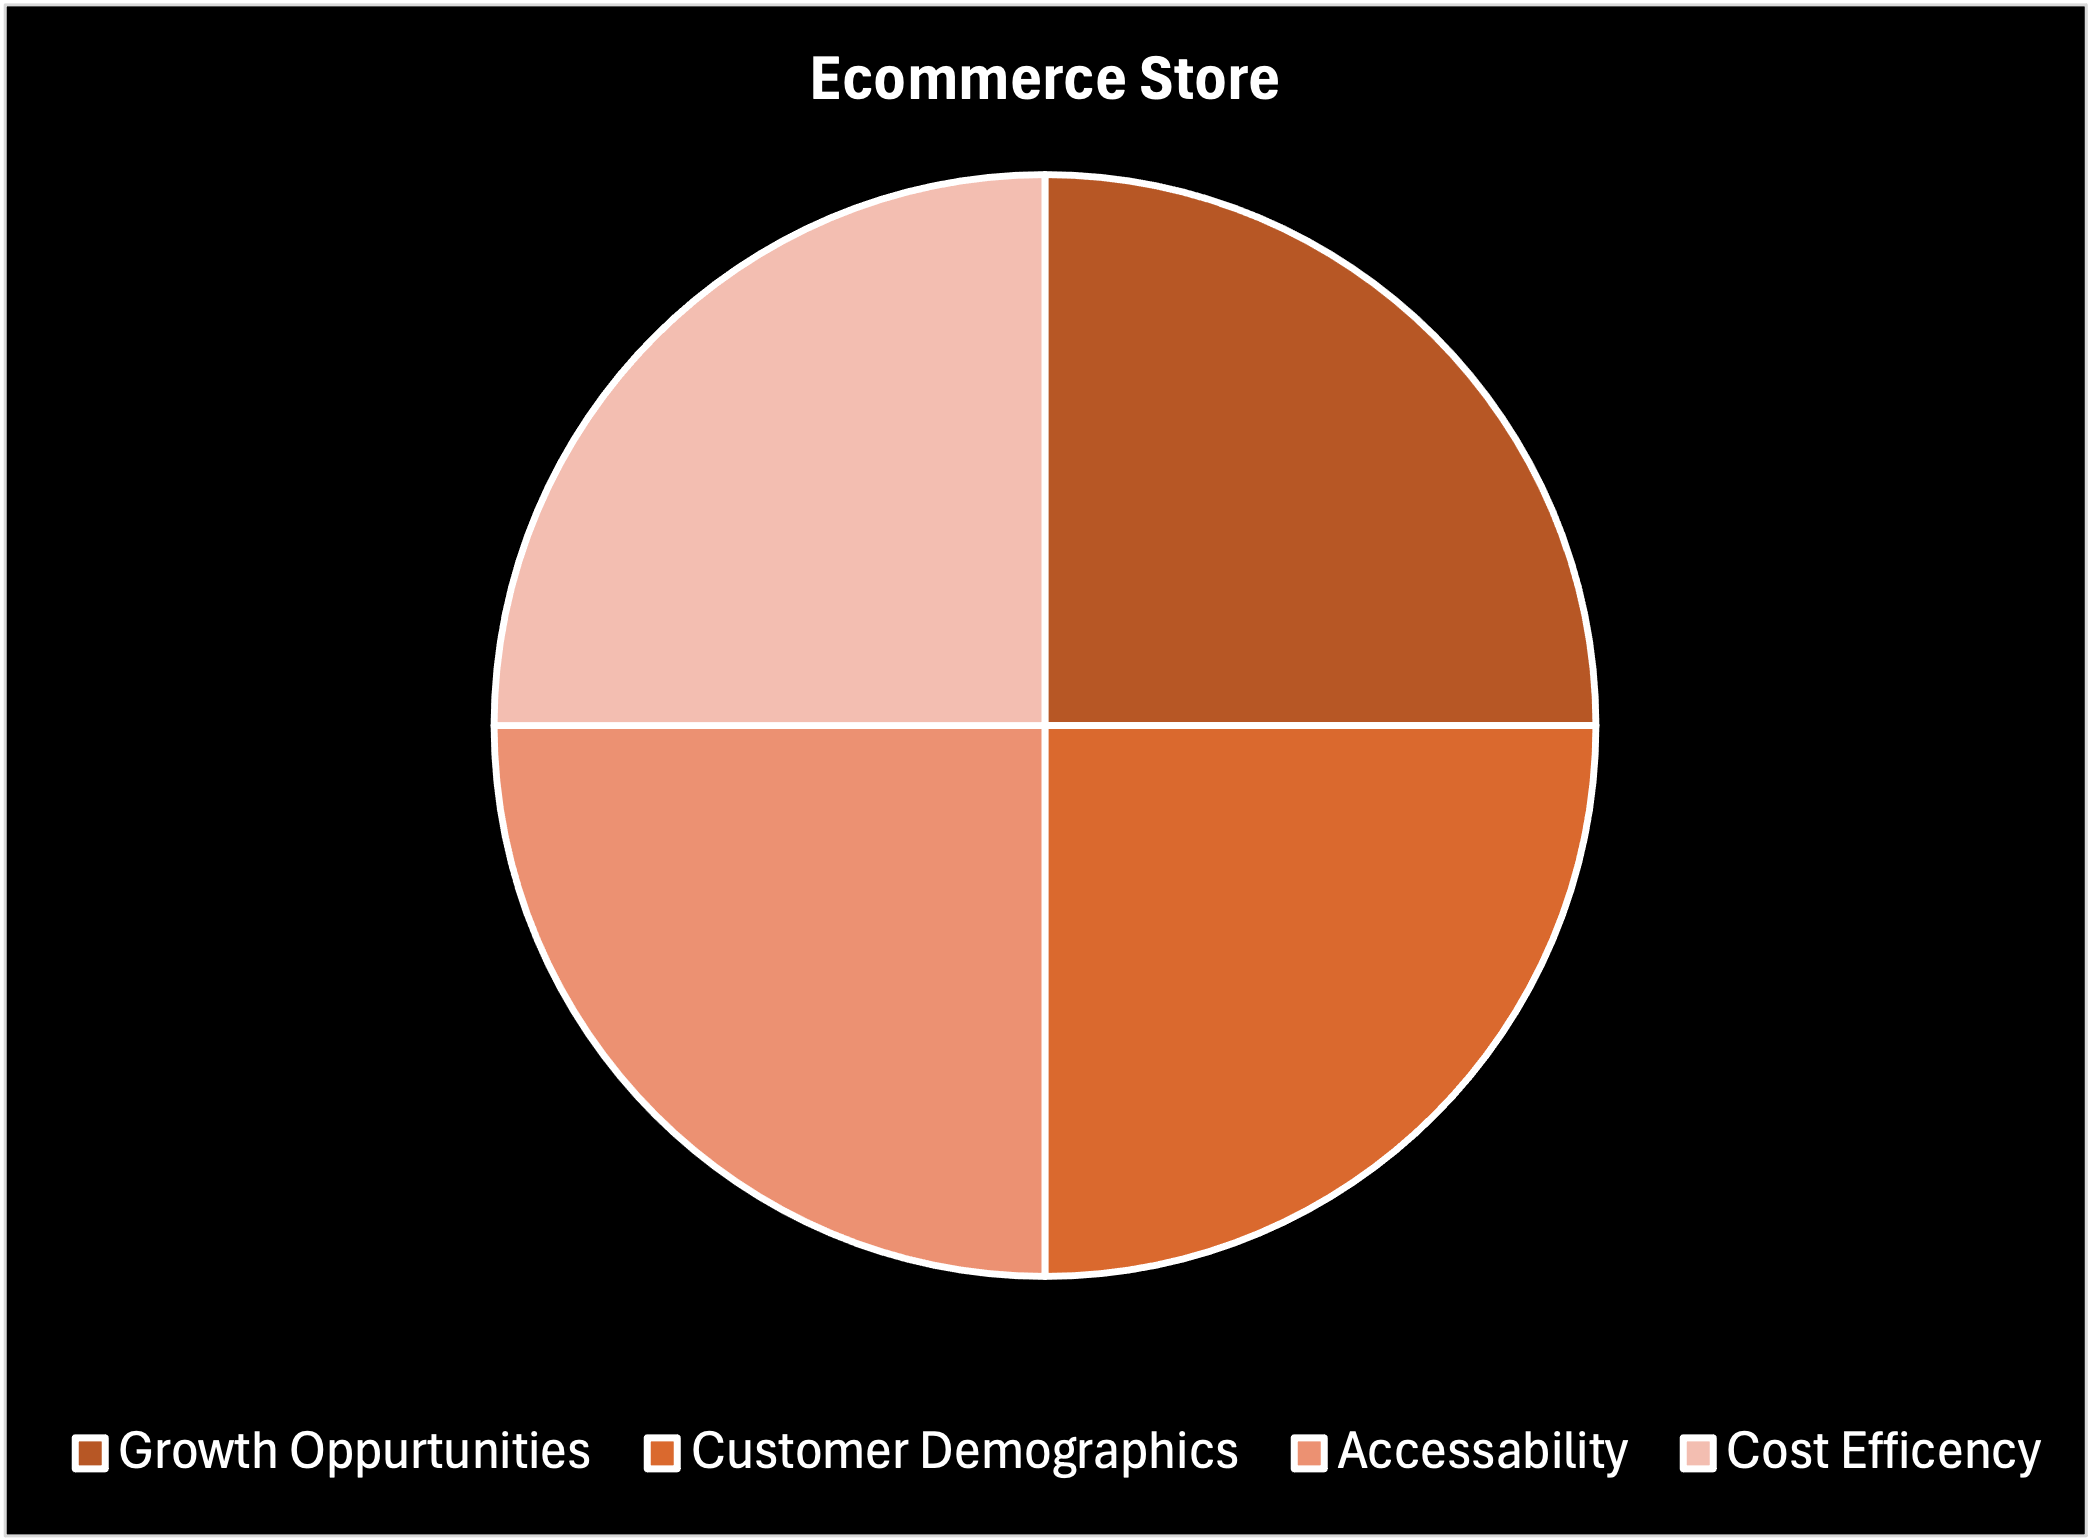 Ecommerce Store
Growth Oppurtunities Customer Demographics Accessability Cost Efficency